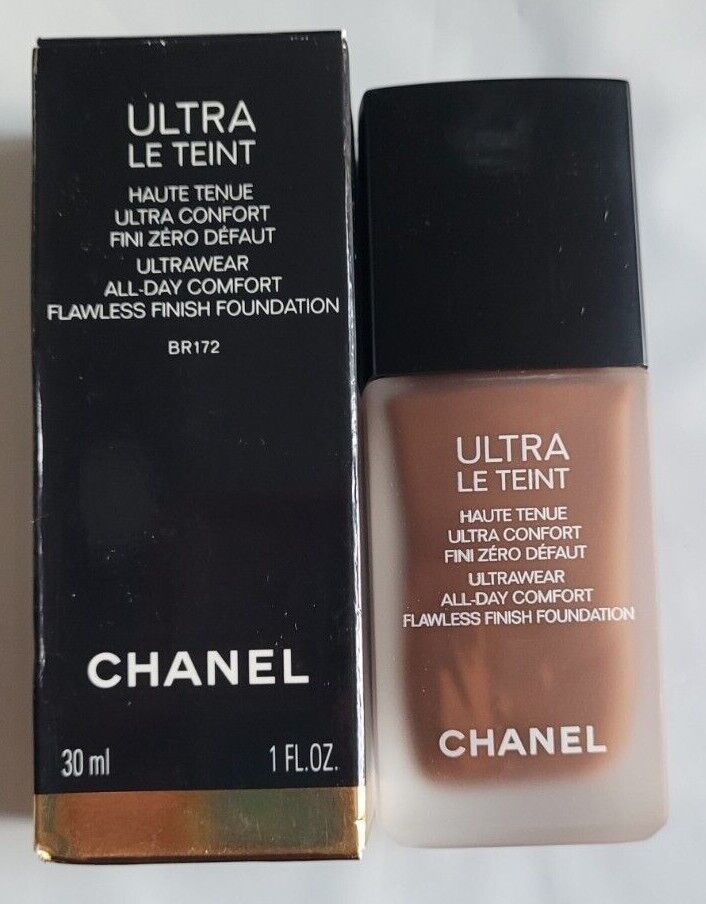 ULTRA
LE TEINT
HAUTE TENUE
ULTRA CONFORT
FINI ZÉRO DÉFAUT
ULTRAWEAR
ALL-DAY COMFORT
FLAWLESS FINISH FOUNDATION
BR172
CHANEL
30 ml 1 FL.OZ.
ULTRA
LE TEINT
HAUTE TENUE
ULTRA CONFORT
FINI ZÉRO DÉFAUT
ULTRAWEAR
ALL-DAY COMFORT
FLAWLESS FINISH FOUNDATION
CHANEL